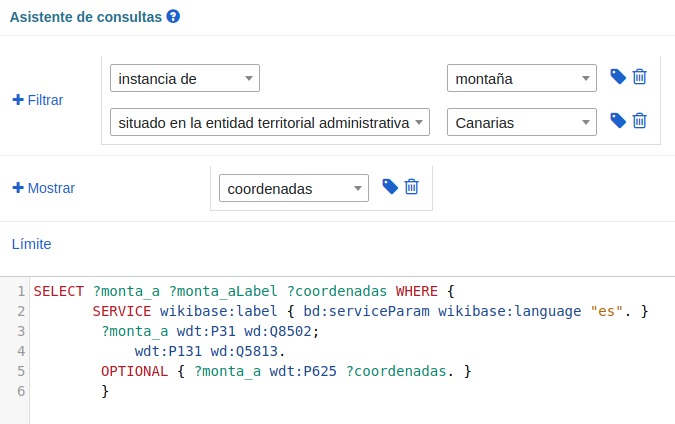 Asistente de consultas ?
+ Filtrar
instancia de
montaña
situado en la entidad territorial administrativa
Canarias
+ Mostrar
coordenadas
Límite
1 SELECT ?monta_a ?monta_aLabel ?coordenadas WHERE {
2 SERVICE wikibase:label { bd:serviceParam wikibase:language "es". }
3 ?monta_a wdt:P31 wd:Q8502;
4 wdt:P131 wd:Q5813.
5 OPTIONAL { ?monta_a wdt:P625 ?coordenadas. }
6 }